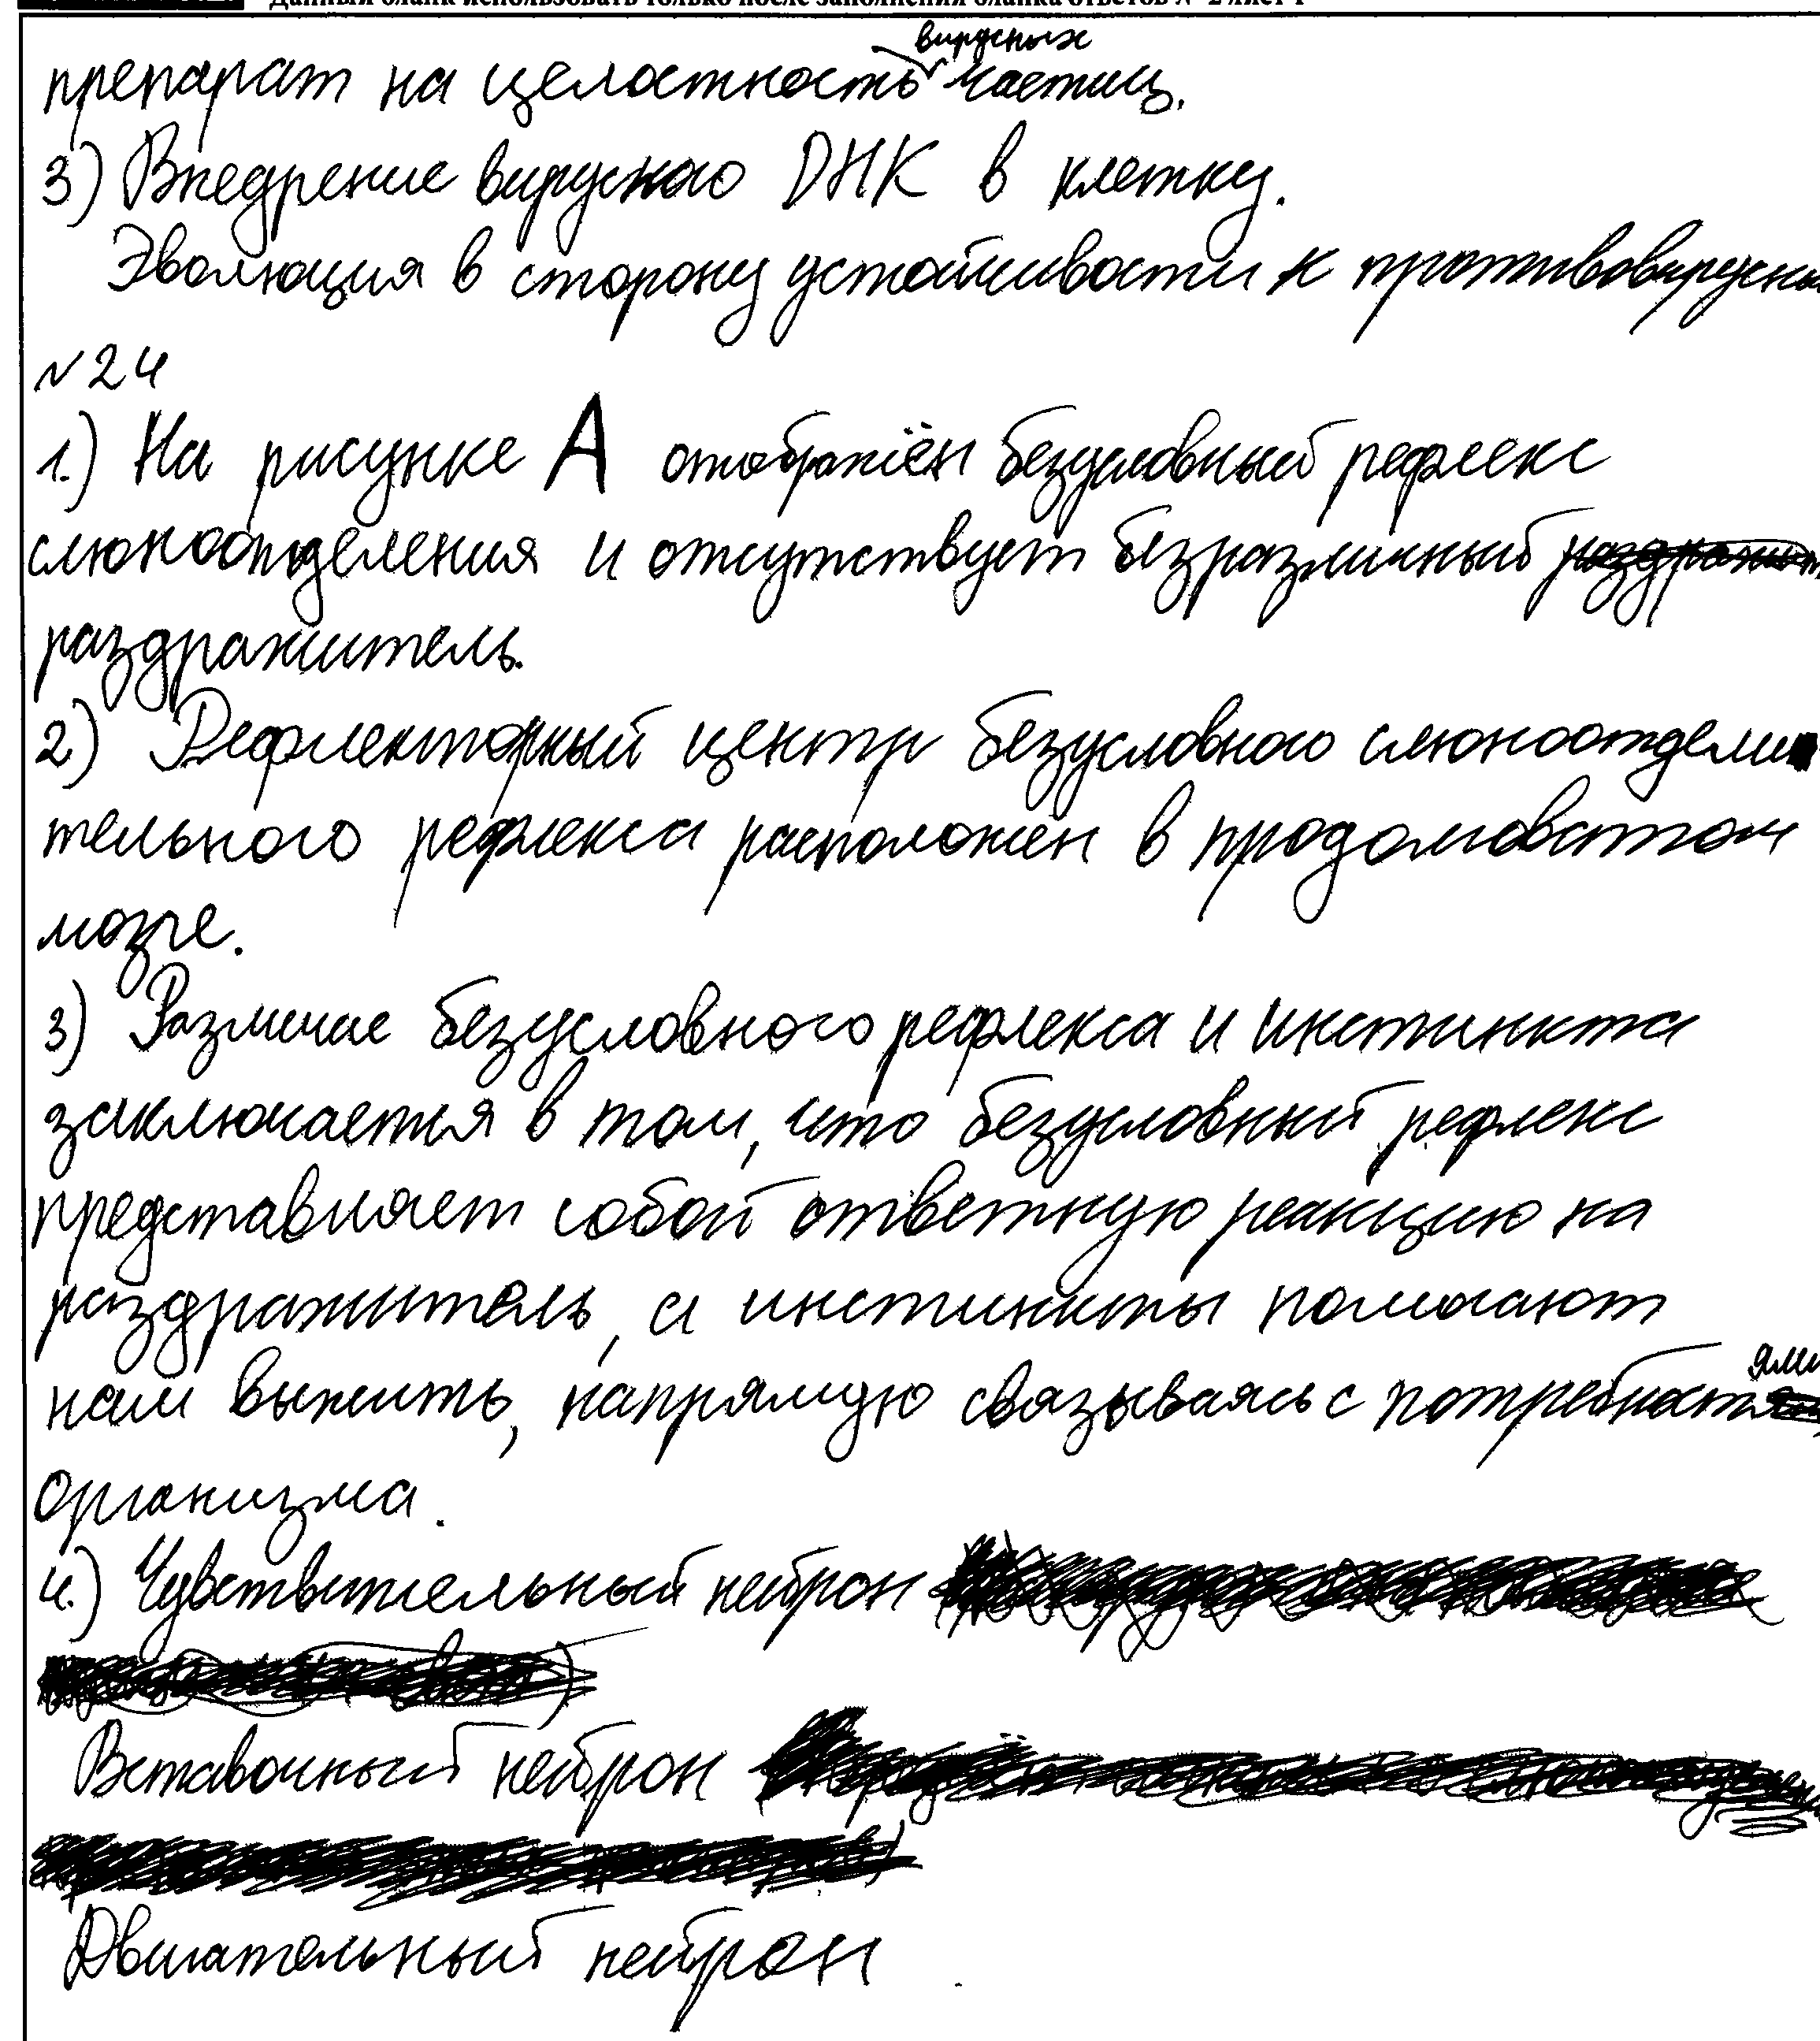 Данный бланк использовать только после заполнения бланка ответов № 2 лист 1
вирусных
препарат на целостность частиц.
3) Внедрение вирусного ДНК в клетку.
Эволюция в сторону устойчивости к противовирусны
№24
1.) На рисунке А отображён безусловный рефлекс
слюноотделения и отсутствует безразличный
раздражитель.
2) Рефлекторный центр безусловного слюноотдели
тельного рефлекса расположен в продолговатом
мозге.
3) Различие безусловного рефлекса и инстинкта
заключается в том, что безусловный рефлекс
представляет собой ответную реакцию на
раздражитель, а инстинкты помогают
нам выжить, напрямую связываясь с потребностями
организма.
4.) Чувствительный нейрон
Вставочный нейрон
Двигательный нейрон